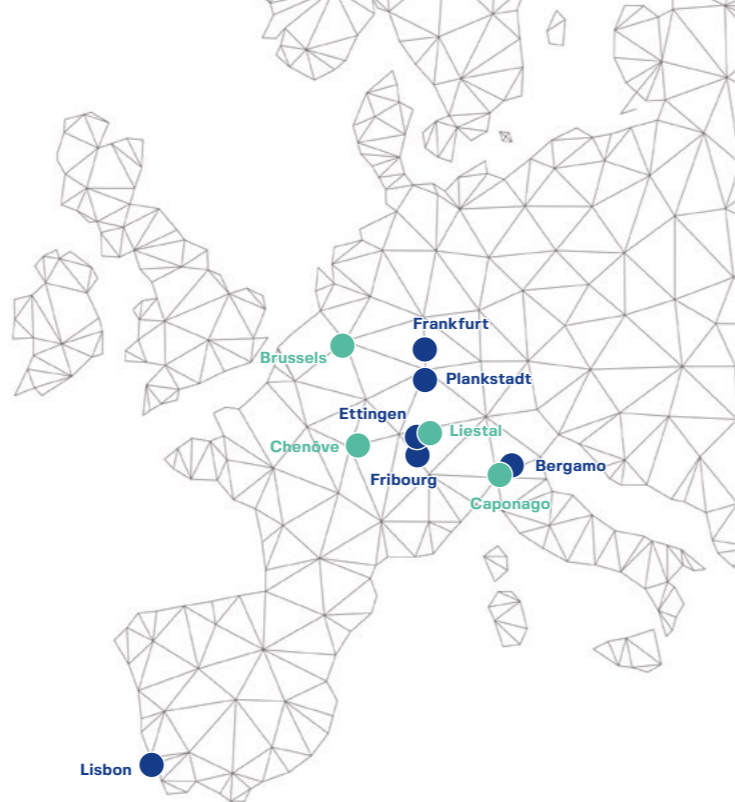 Frankfurt
Brussels
Plankstadt
Ettingen
Liestal
Chenôve
Bergamo
Fribourg
Caponago
Lisbon